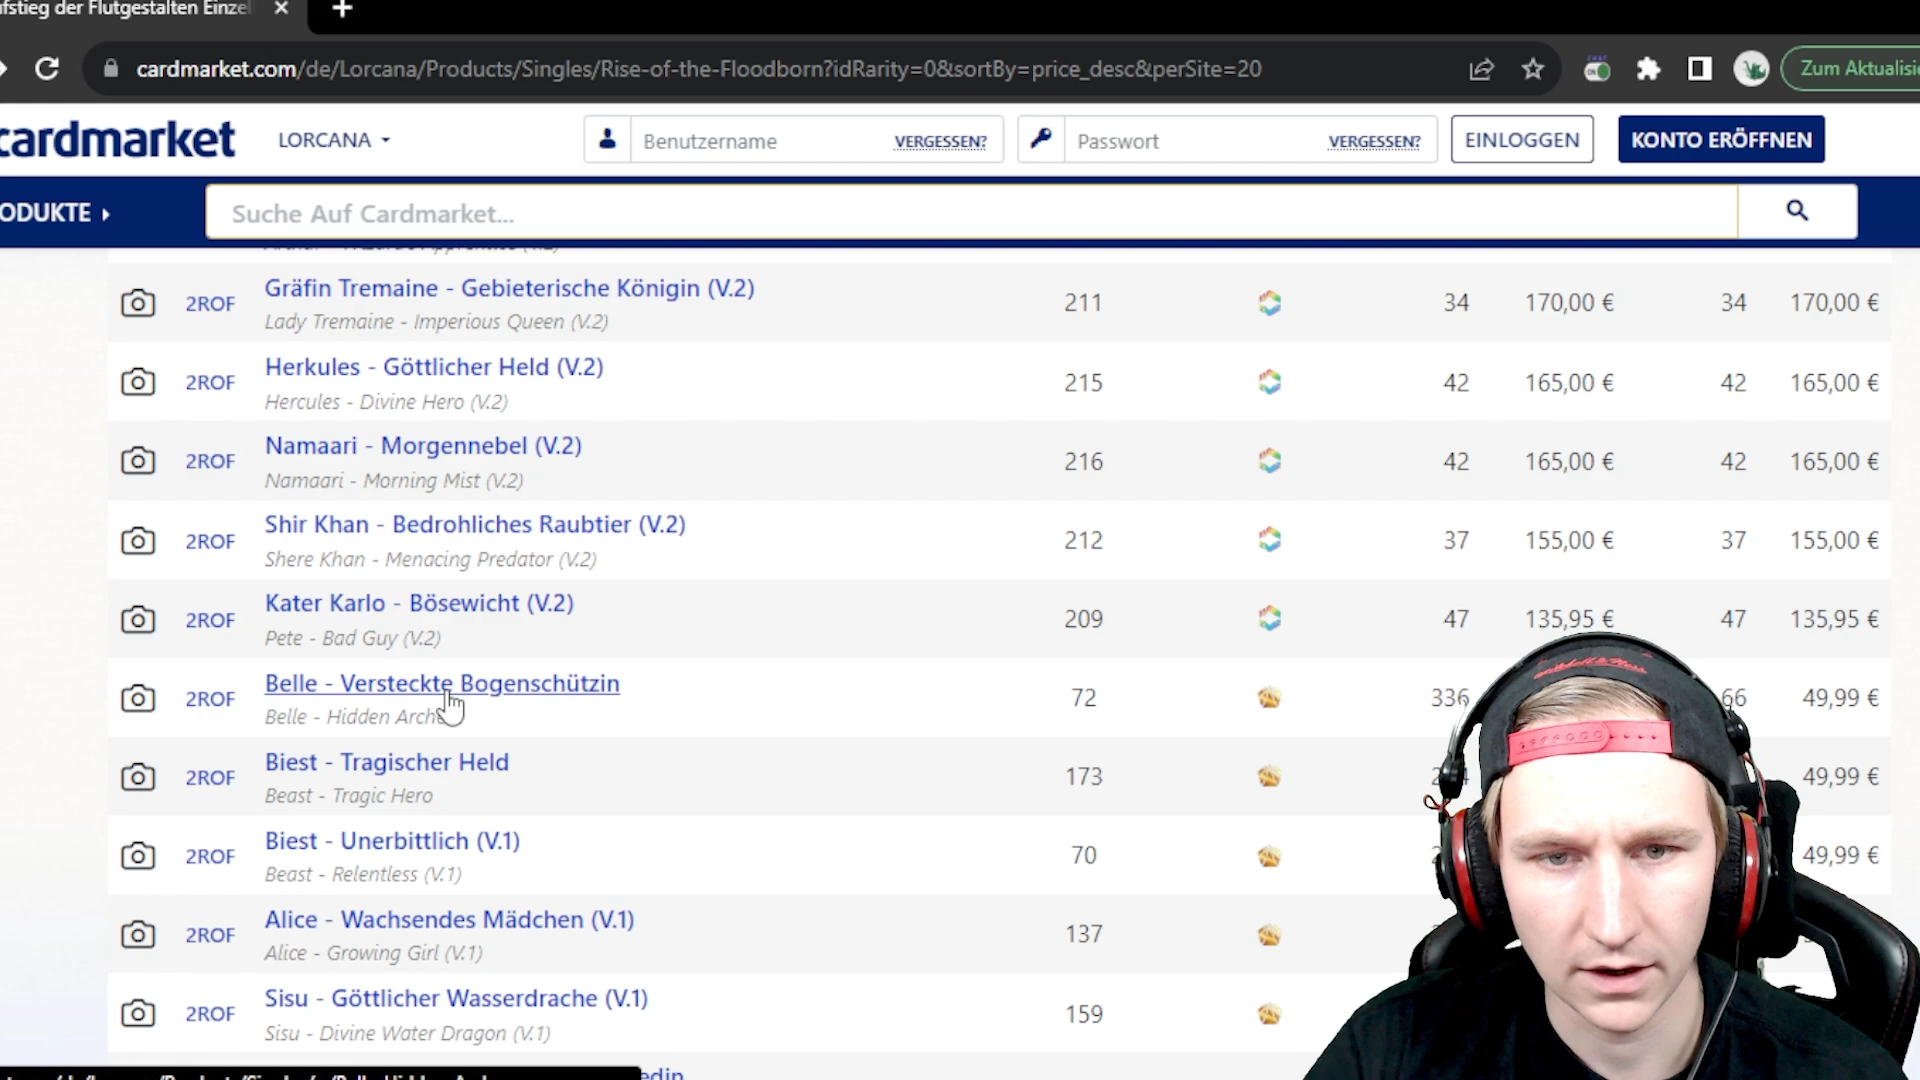 ufstieg der Flutgestalten Einzel
cardmarket.com/de/Lorcana/Products/Singles/Rise-of-the-Floodborn?idRarity=0&sortBy=price_desc&perSite=20
Zum Aktualisie
cardmarket
LORCANA
Benutzername
VERGESSEN?
Passwort
VERGESSEN?
EINLOGGEN
KONTO ERÖFFNEN
ODUKTE
Suche Auf Cardmarket...
2ROF Gräfin Tremaine - Gebieterische Königin (V.2) 211 34 170,00 € 34 170,00 €
Lady Tremaine - Imperious Queen (V.2)
2ROF Herkules - Göttlicher Held (V.2) 215 42 165,00 € 42 165,00 €
Hercules - Divine Hero (V.2)
2ROF Namaari - Morgennebel (V.2) 216 42 165,00 € 42 165,00 €
Namaari - Morning Mist (V.2)
2ROF Shir Khan - Bedrohliches Raubtier (V.2) 212 37 155,00 € 37 155,00 €
Shere Khan - Menacing Predator (V.2)
2ROF Kater Karlo - Bösewicht (V.2) 209 47 135,95 € 47 135,95 €
Pete - Bad Guy (V.2)
2ROF Belle - Versteckte Bogenschützin 72 336 66 49,99 €
Belle - Hidden Arche
2ROF Biest - Tragischer Held 173 49,99 €
Beast - Tragic Hero
2ROF Biest - Unerbittlich (V.1) 70 49,99 €
Beast - Relentless (V.1)
2ROF Alice - Wachsendes Mädchen (V.1) 137
Alice - Growing Girl (V.1)
2ROF Sisu - Göttlicher Wasserdrache (V.1) 159
Sisu - Divine Water Dragon (V.1)